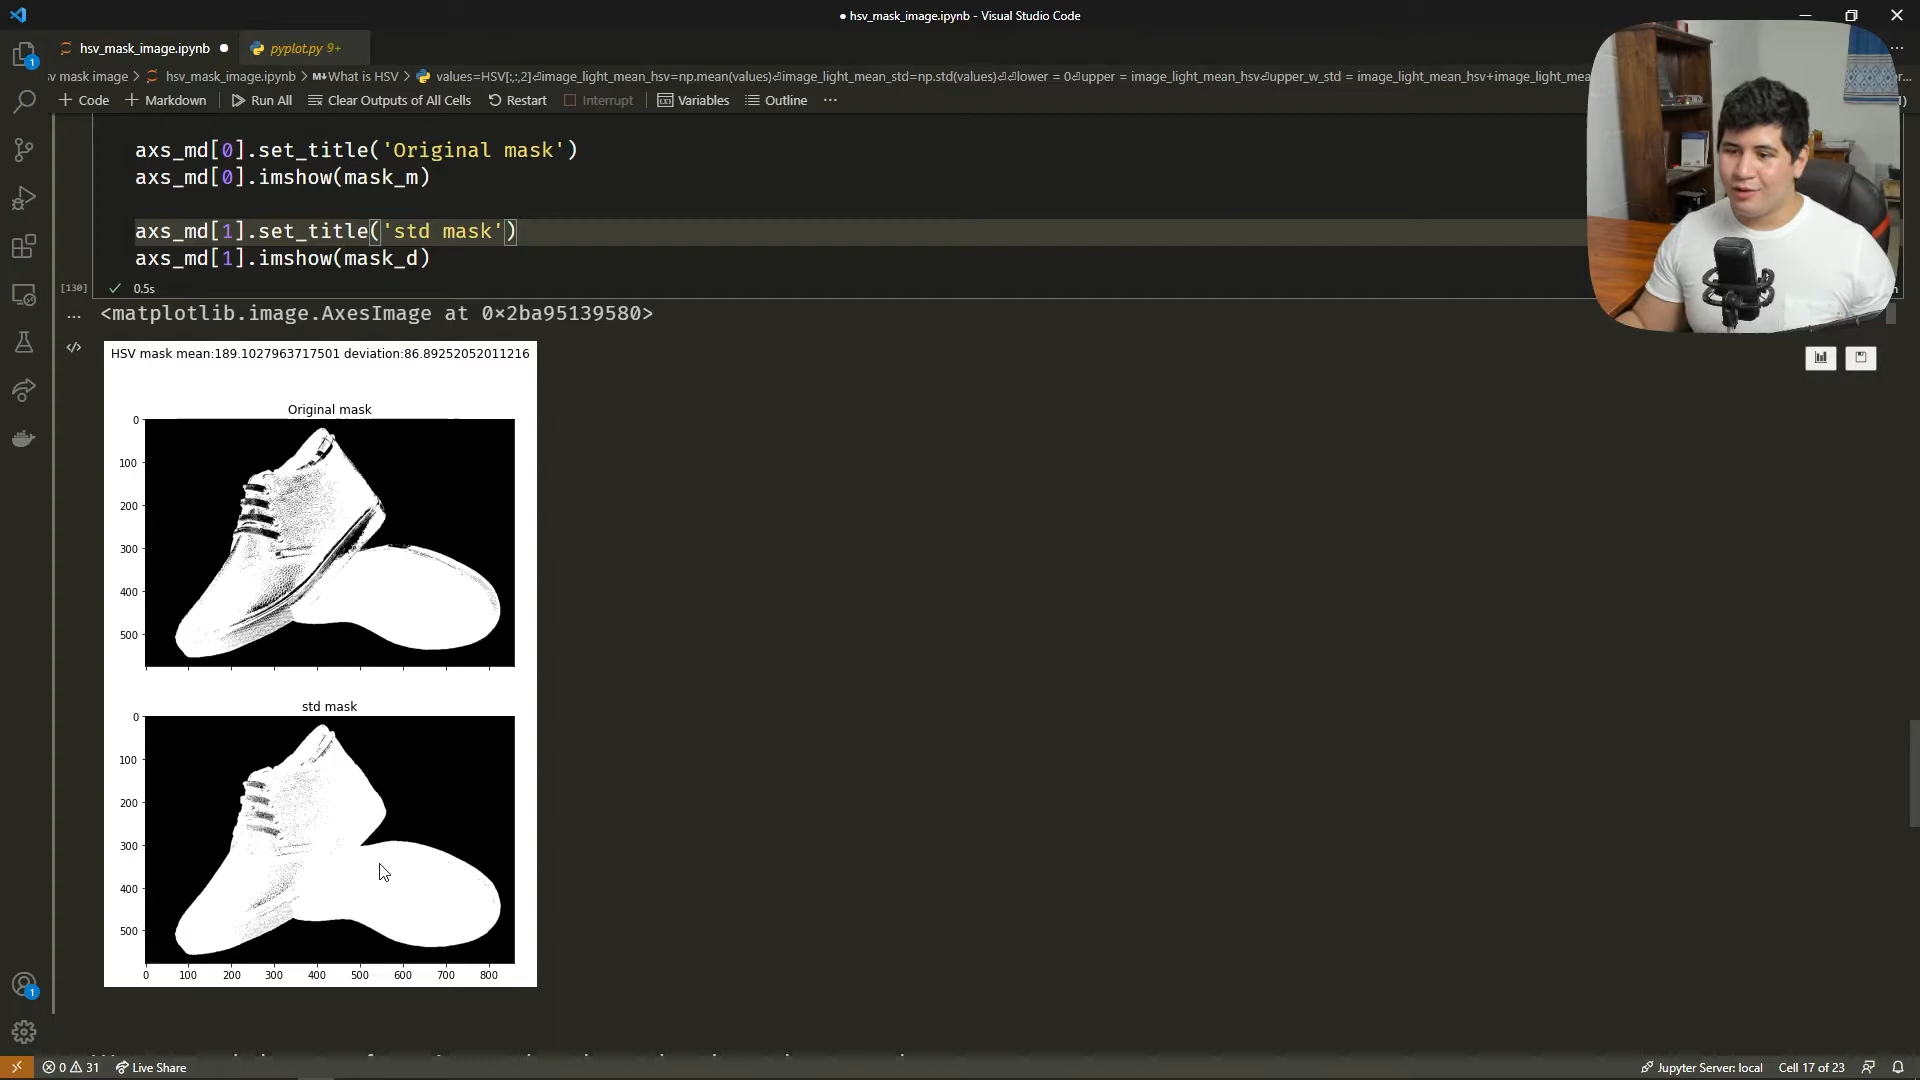 ● hsv_mask_image.ipynb - Visual Studio Code
hsv_mask_image.ipynb ●
pyplot.py 9+
v mask image > hsv_mask_image.ipynb > M↓What is HSV > values=HSV[:,:,2]⏎image_light_mean_hsv=np.mean(values)⏎image_light_mean_std=np.std(values)⏎⏎lower = 0⏎upper = image_light_mean_hsv⏎upper_w_std = image_light_mean_hsv+image_light_mea
+ Code + Markdown Run All Clear Outputs of All Cells Restart Interrupt Variables Outline ...
axs_md[0].set_title('Original mask')
axs_md[0].imshow(mask_m)
axs_md[1].set_title('std mask')
axs_md[1].imshow(mask_d)
[130] ✓ 0.5s
... <matplotlib.image.AxesImage at 0×2ba95139580>
</>
HSV mask mean:189.1027963717501 deviation:86.89252052011216
Original mask
0
100
200
300
400
500
std mask
0
100
200
300
400
500
0 100 200 300 400 500 600 700 800
1
1
0 31 Live Share
Jupyter Server: local Cell 17 of 23